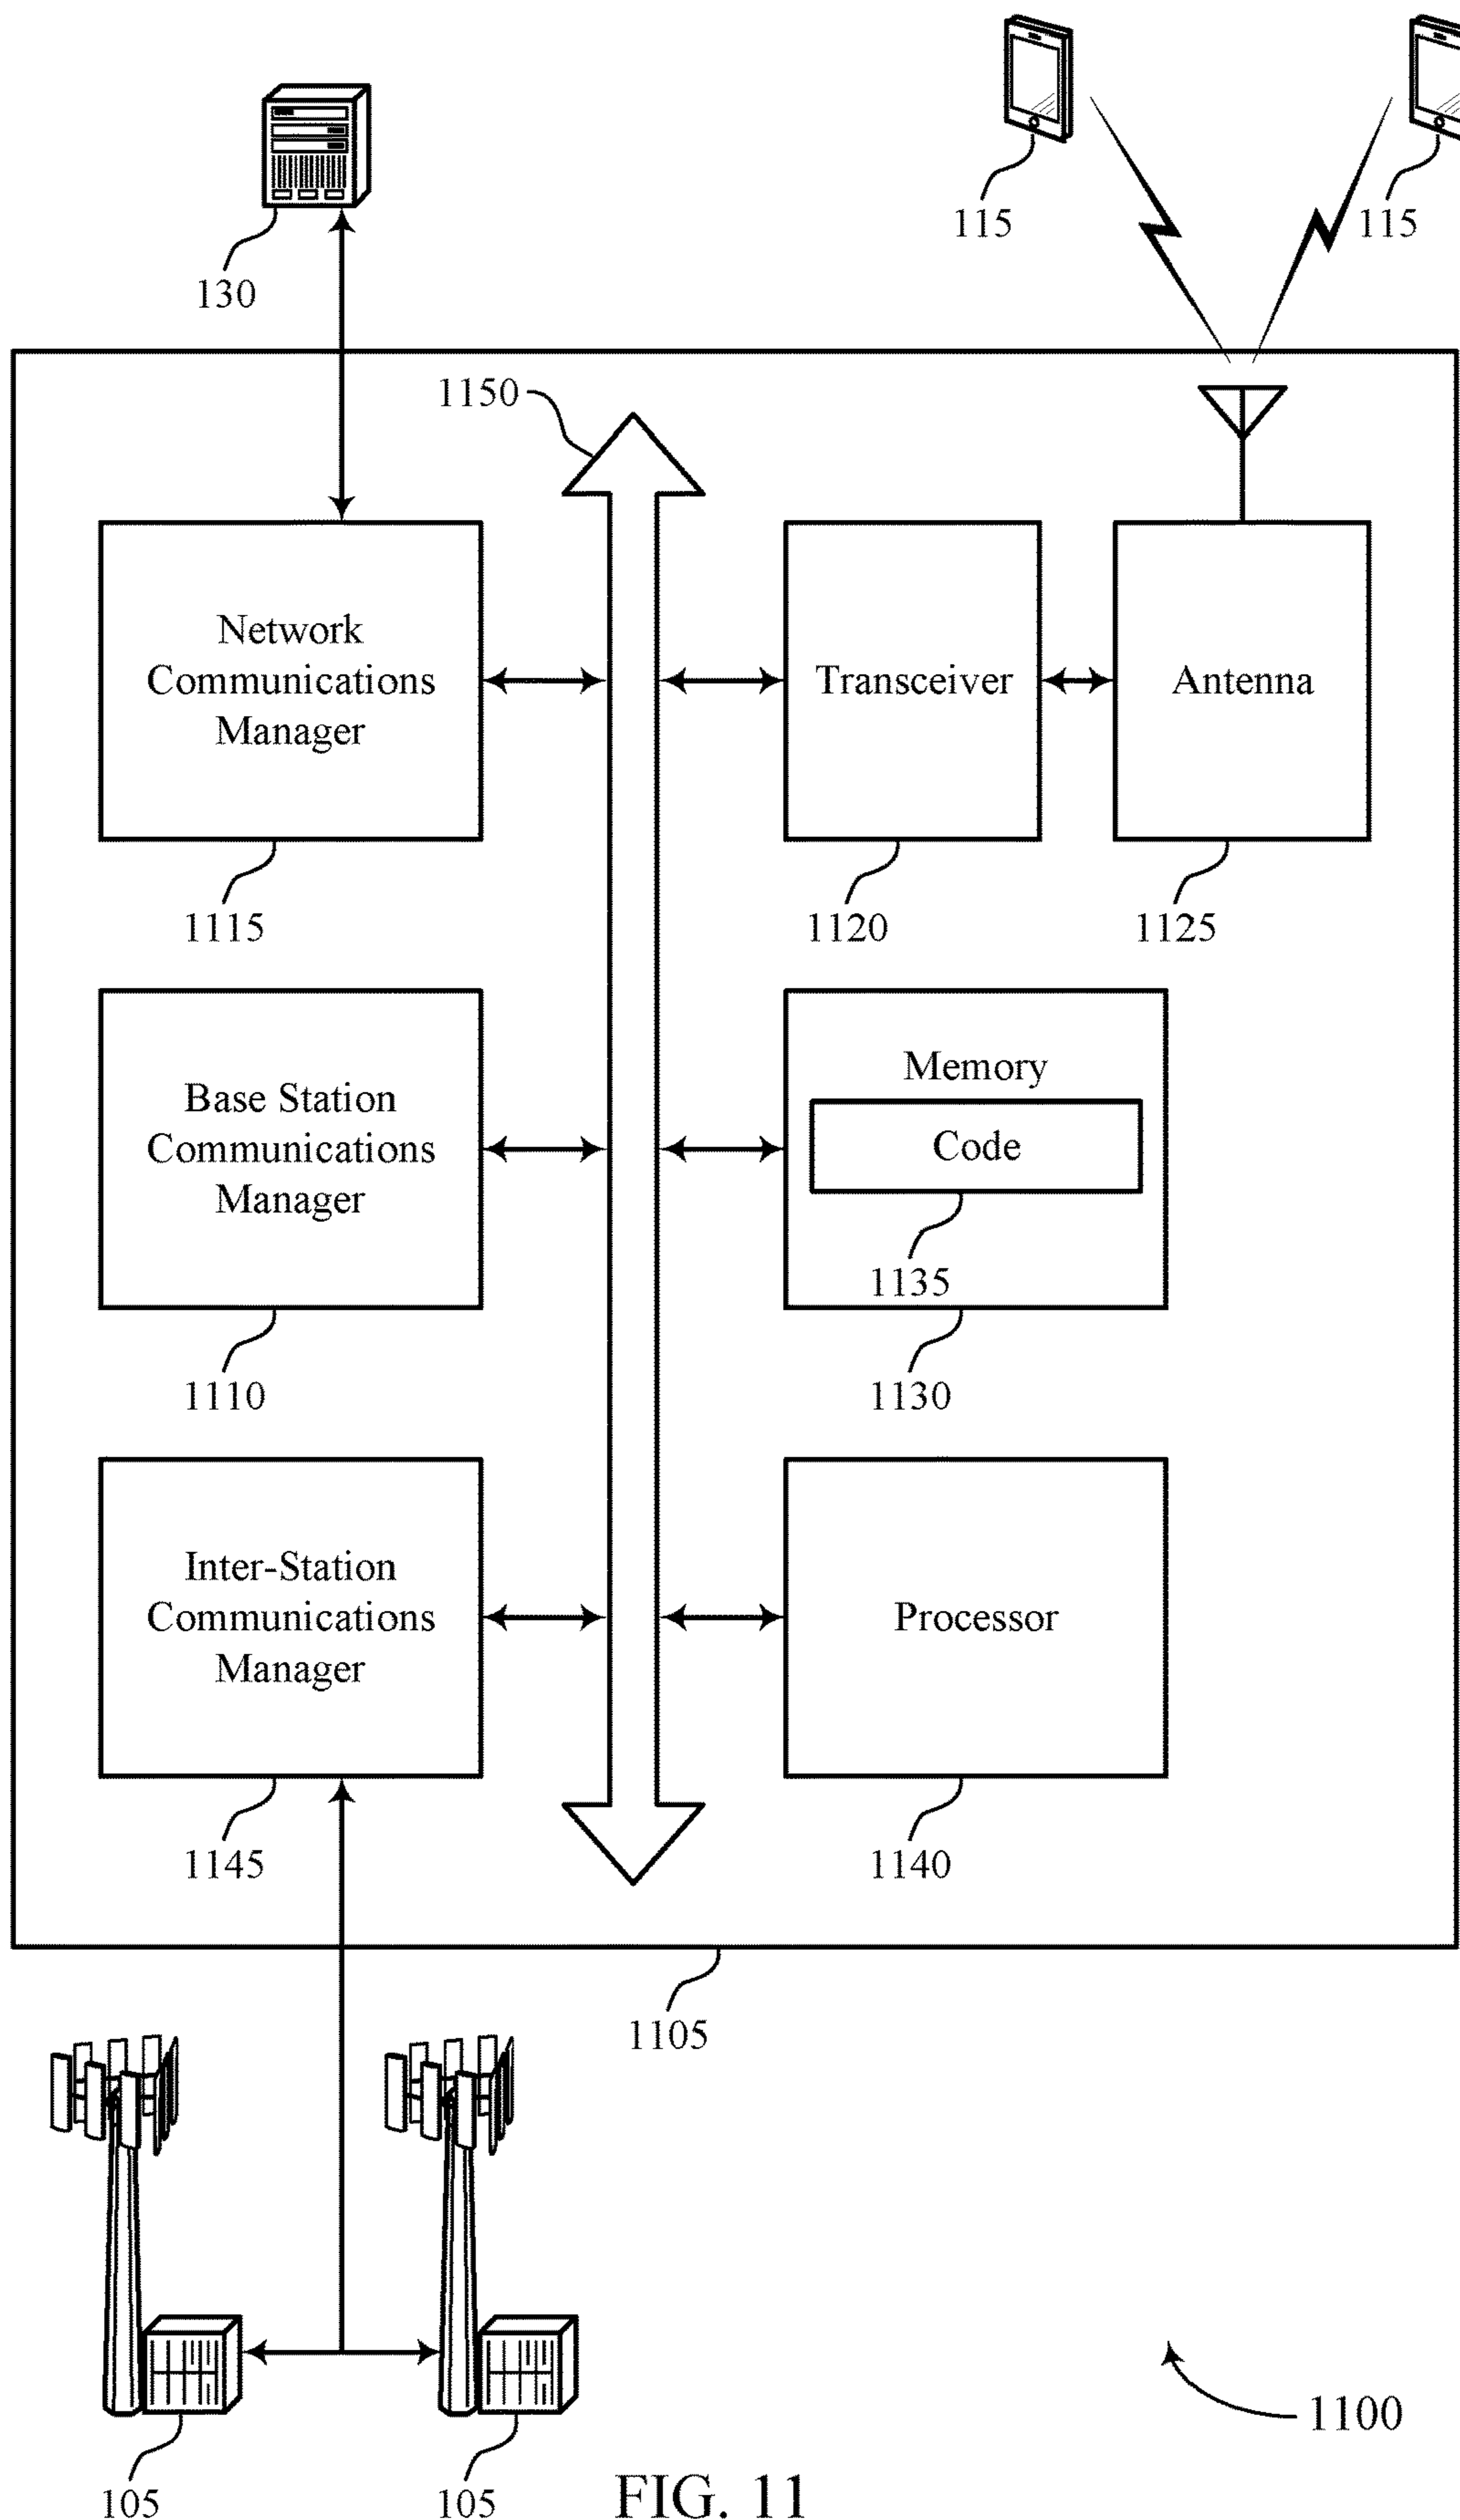 130
115
115
1150
Network
Communications
Manager
Transceiver
Antenna
1115
1120
1125
Base Station
Communications
Manager
Memory
Code
1135
1110
1130
Inter-Station
Communications
Manager
Processor
1145
1140
1105
1100
105
105
FIG. 11